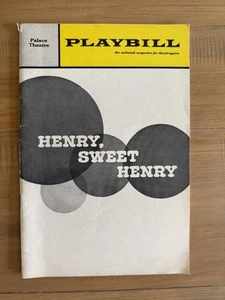 Palace
Theatre
PLAYBILL
the national magazine for theatregoers
HENRY,
SWEET
HENRY